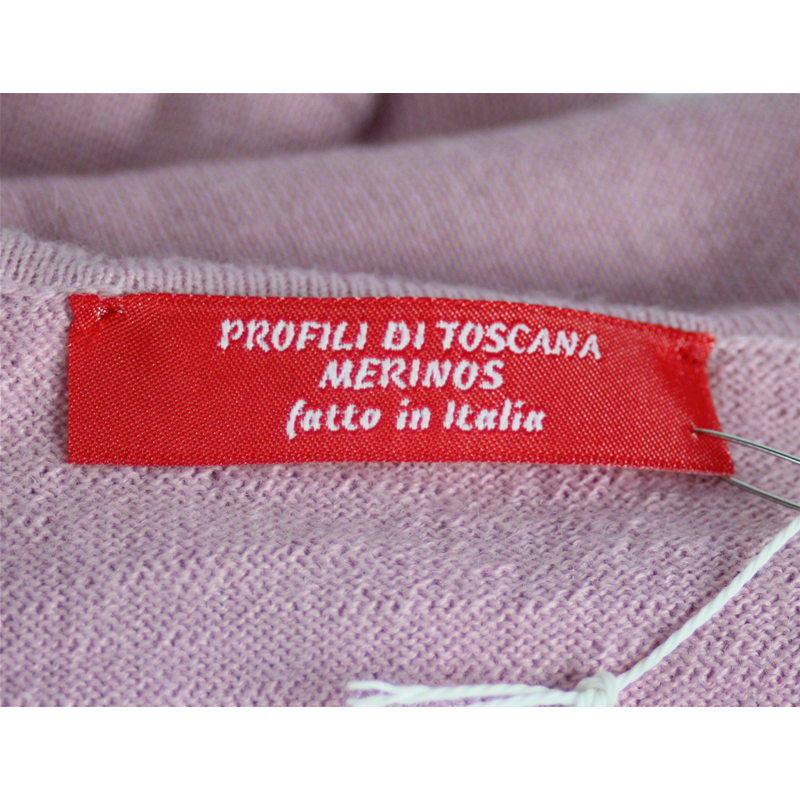 PROFILI DI TOSCANA
MERINOS
fatto in Italia